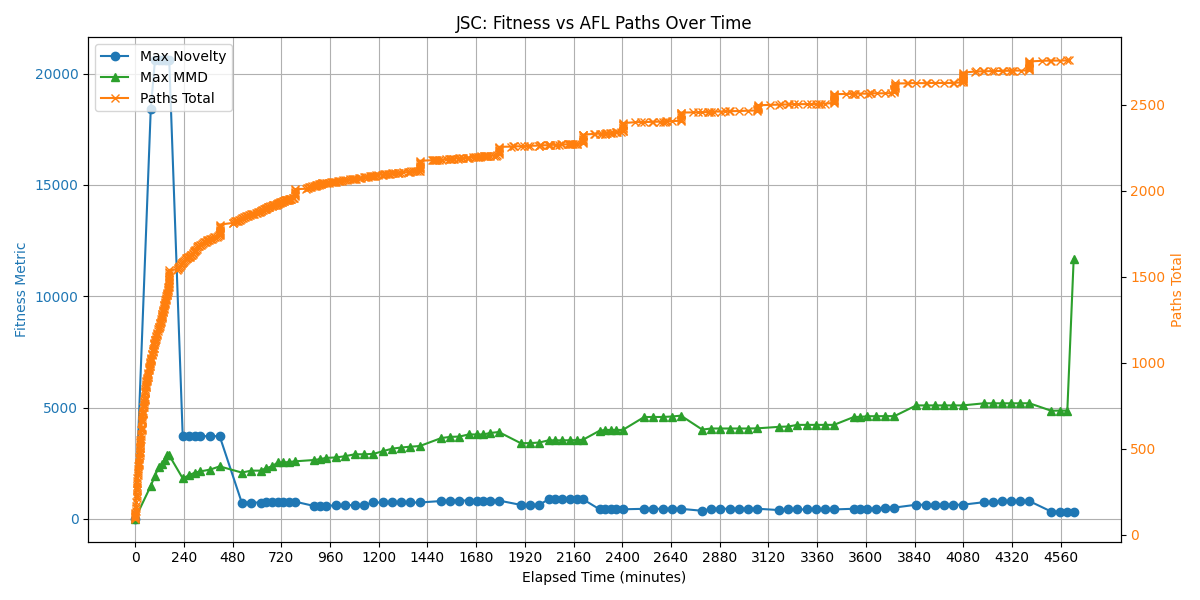 JSC: Fitness vs AFL Paths Over Time
Max Novelty
Max MMD
Paths Total
Fitness Metric
20000
15000
10000
5000
0
Paths Total
2500
2000
1500
1000
500
0
0 240 480 720 960 1200 1440 1680 1920 2160 2400 2640 2880 3120 3360 3600 3840 4080 4320 4560
Elapsed Time (minutes)